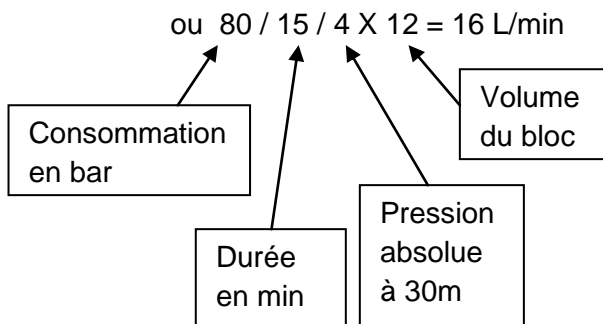 ou 80 / 15 / 4 X 12 = 16 L/min
Consommation
en bar
Durée
en min
Pression
absolue
à 30m
Volume
du bloc